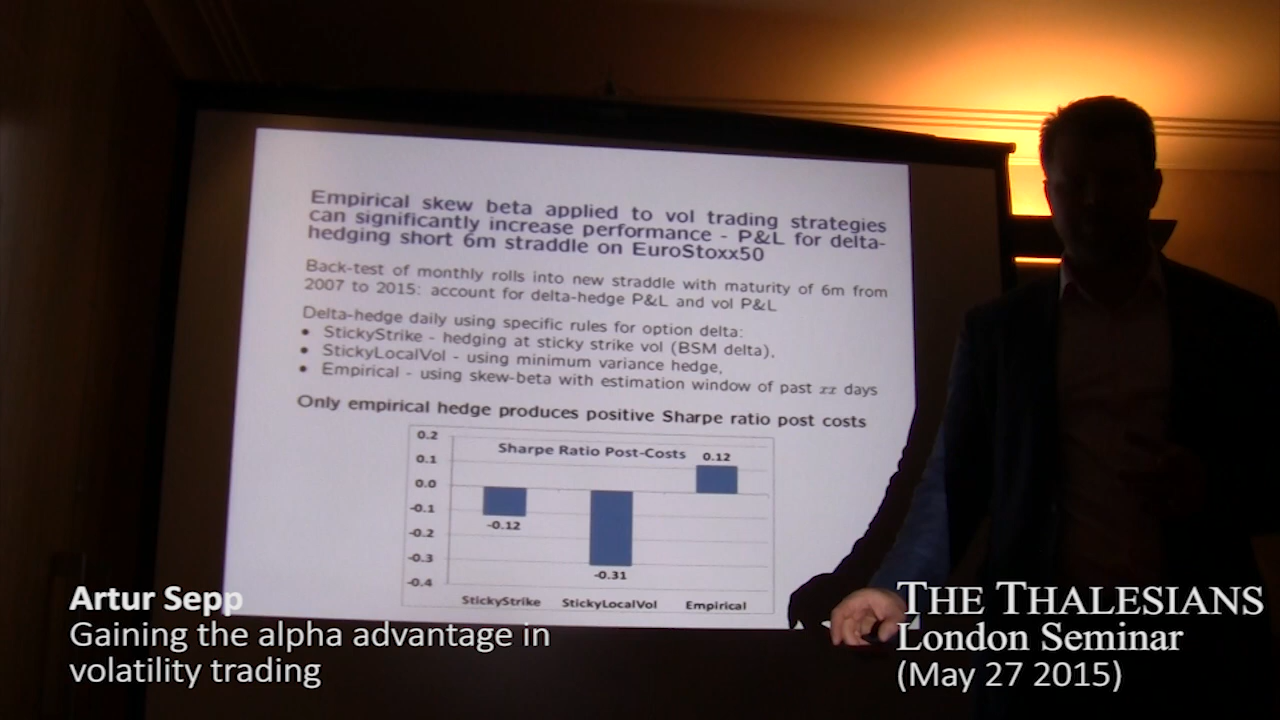 Empirical skew beta applied to vol trading strategies
can significantly increase performance - P&L for delta-
hedging short 6m straddle on EuroStoxx50
Back-test of monthly rolls into new straddle with maturity of 6m from
2007 to 2015: account for delta-hedge P&L and vol P&L
Delta-hedge daily using specific rules for option delta:
• StickyStrike - hedging at sticky strike vol (BSM delta),
• StickyLocalVol - using minimum variance hedge,
• Empirical - using skew-beta with estimation window of past xx days
Only empirical hedge produces positive Sharpe ratio post costs
Sharpe Ratio Post-Costs
0.2
0.1
0.0
-0.1
-0.2
-0.3
-0.4
-0.12
-0.31
0.12
StickyStrike
StickyLocalVol
Empirical
Artur Sepp
Gaining the alpha advantage in
volatility trading
THE THALESIANS
London Seminar
(May 27 2015)